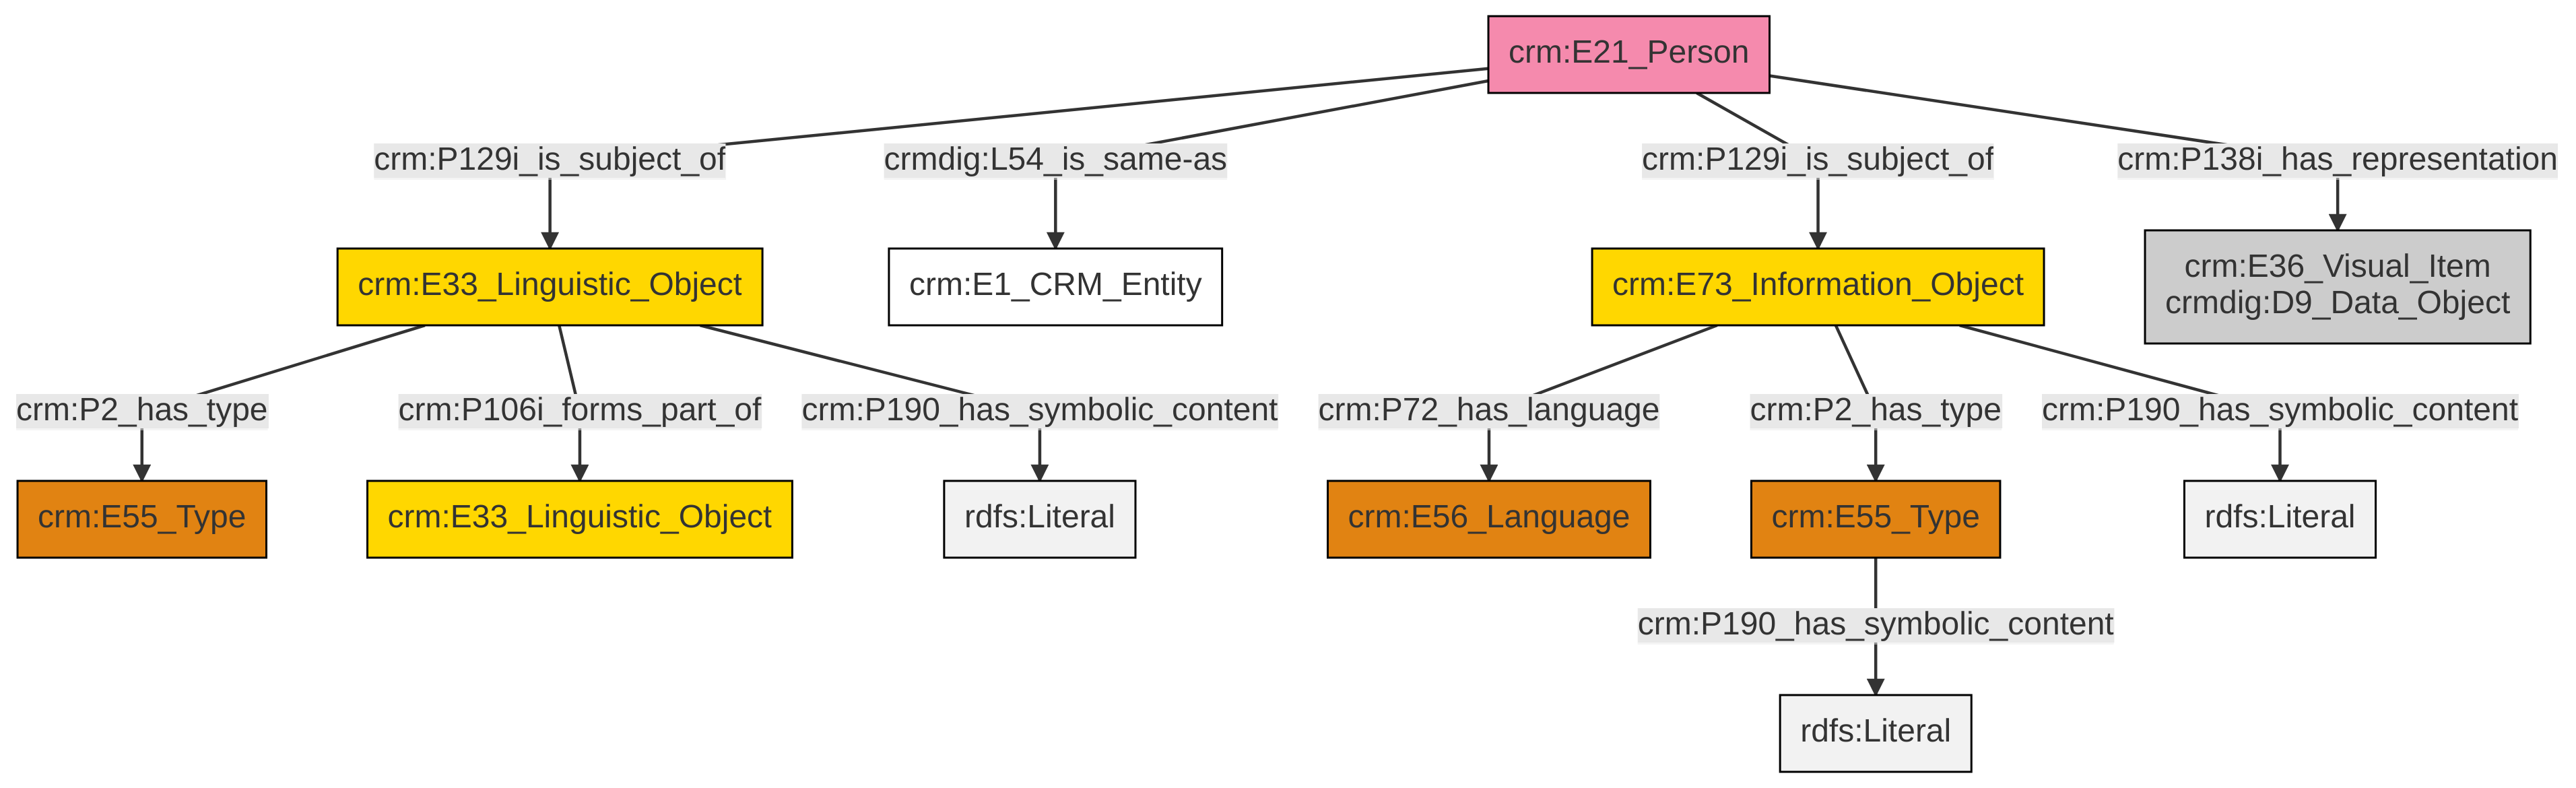 crm:E21_Person
crm:P129i_is_subject_of
crmdig:L54_is_same-as
crm:P129i_is_subject_of
crm:P138i_has_representation
crm:E33_Linguistic_Object
crm:E1_CRM_Entity
crm:E73_Information_Object
crm:E36_Visual_Item
crmdig:D9_Data_Object
crm:P2_has_type
crm:P106i_forms_part_of
crm:P190_has_symbolic_content
crm:P72_has_language
crm:P2_has_type
crm:P190_has_symbolic_content
crm:E55_Type
crm:E33_Linguistic_Object
rdfs:Literal
crm:E56_Language
crm:E55_Type
rdfs:Literal
crm:P190_has_symbolic_content
rdfs:Literal